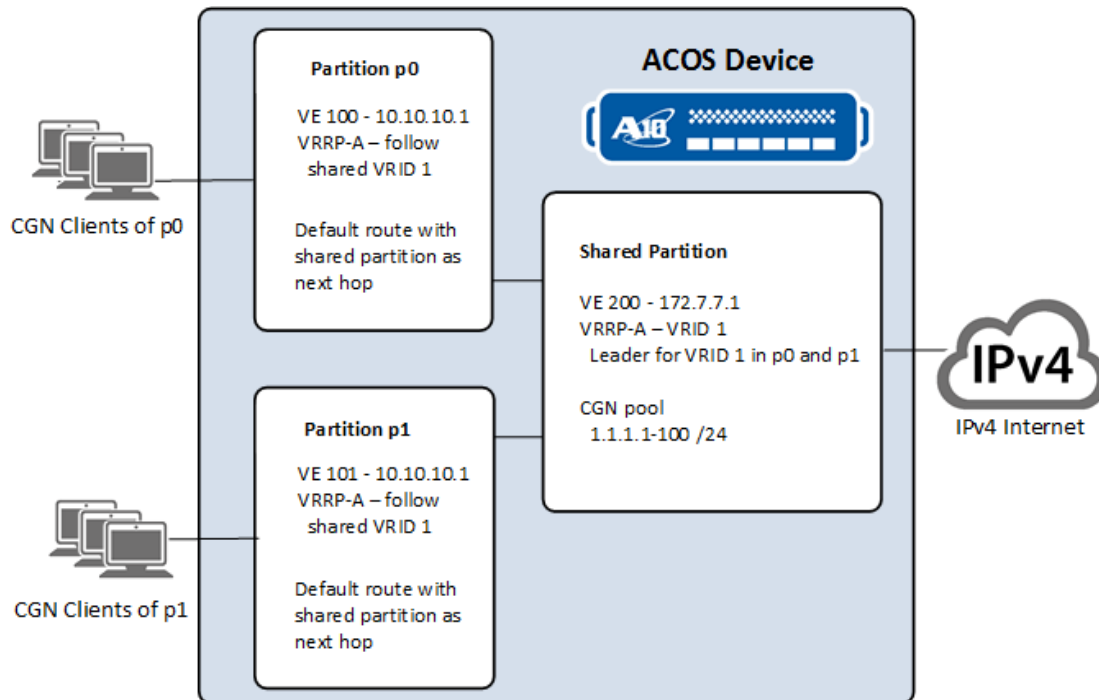 Partition p0
VE 100 - 10.10.10.1
VRRP-A – follow
shared VRID 1
Default route with
shared partition as
next hop
CGN Clients of p0
ACOS Device
A10
Shared Partition
VE 200 - 172.7.7.1
VRRP-A – VRID 1
Leader for VRID 1 in p0 and p1
CGN pool
1.1.1.1-100 /24
IPv4
IPv4 Internet
Partition p1
VE 101 - 10.10.10.1
VRRP-A – follow
shared VRID 1
Default route with
shared partition as
next hop
CGN Clients of p1